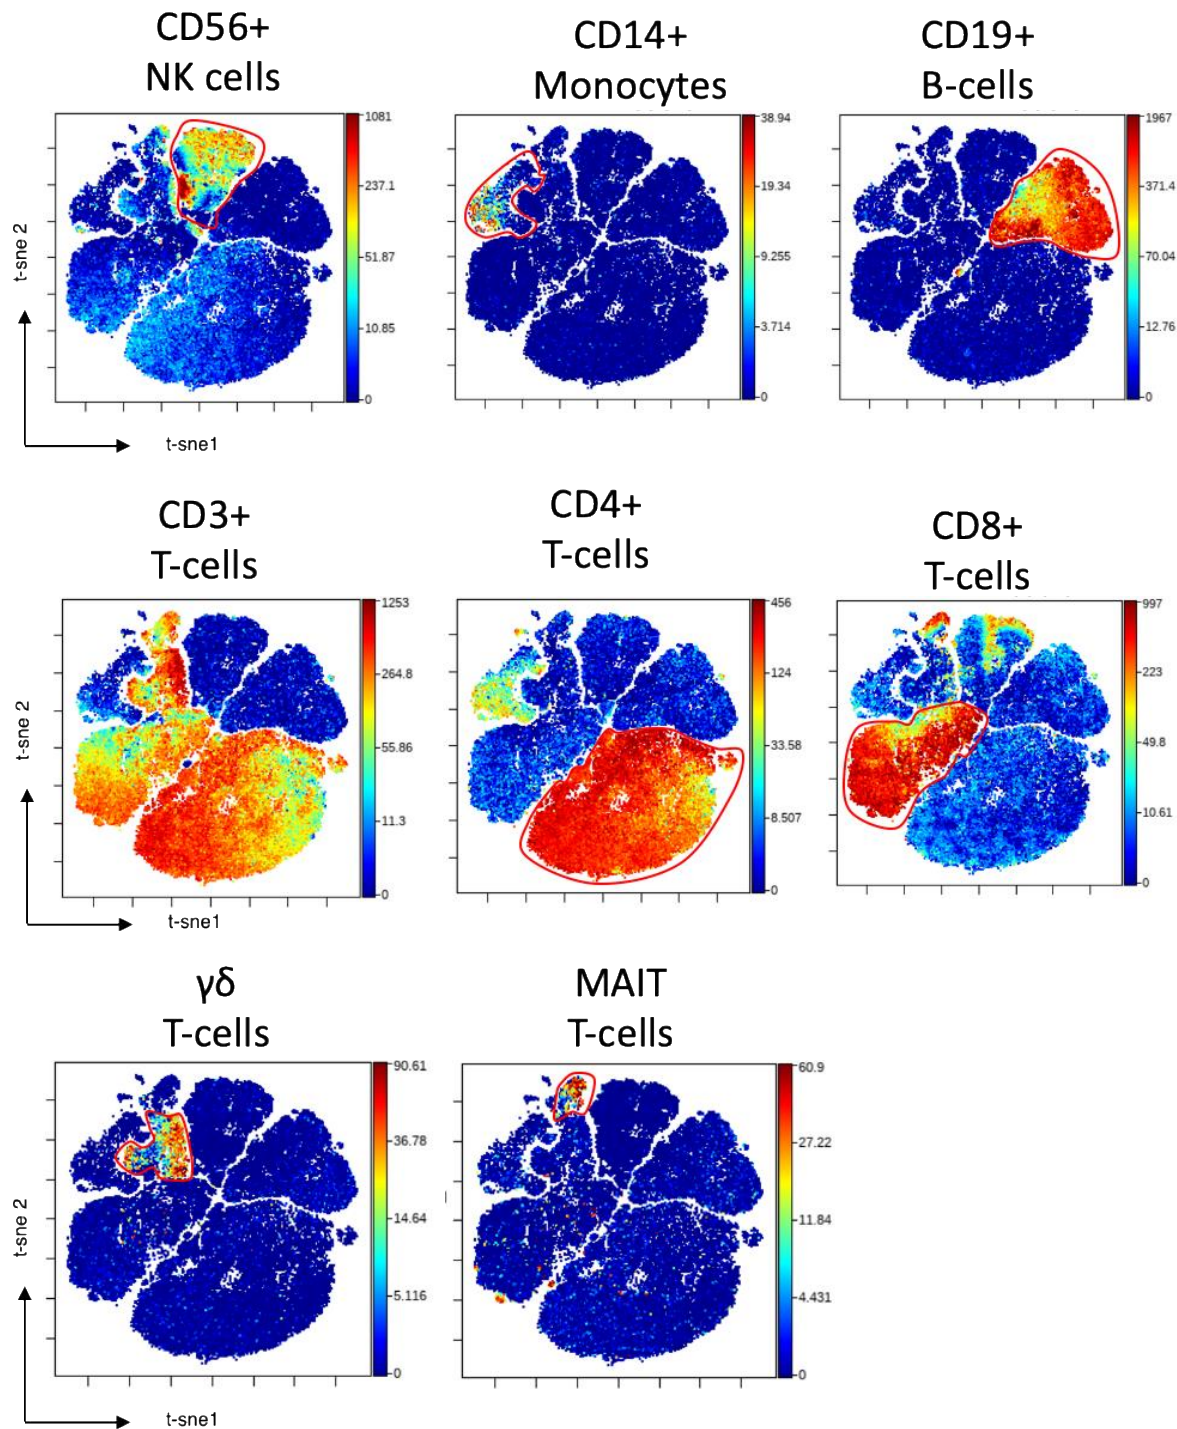 CD56+
NK cells
CD14+
Monocytes
CD19+
B-cells
1081
237.1
51.87
10.85
0
38.94
19.34
9.255
3.714
0
1967
371.4
70.04
12.76
0
t-sne 2
t-sne1
CD3+
T-cells
CD4+
T-cells
CD8+
T-cells
1253
264.8
55.86
11.3
0
456
124
33.58
8.507
0
997
223
49.8
10.61
0
t-sne 2
t-sne1
γδ
T-cells
MAIT
T-cells
90.61
36.78
14.64
5.116
0
60.9
27.22
11.84
4.431
0
t-sne 2
t-sne1